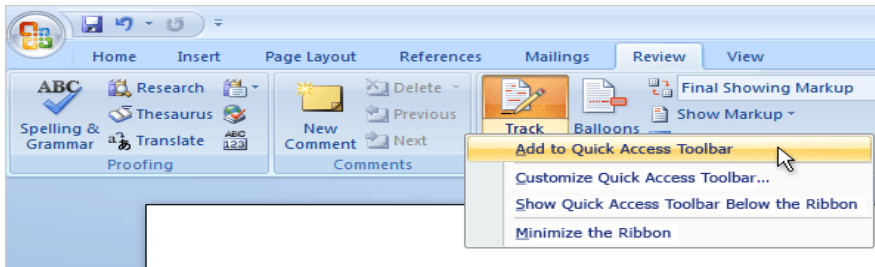 Home Insert Page Layout References Mailings Review View
ABC Research Delete Final Showing Markup
Thesaurus Previous Show Markup
Spelling & Grammar Translate ABC 123 New Comment Next Track Balloons
Proofing Comments
Add to Quick Access Toolbar
Customize Quick Access Toolbar...
Show Quick Access Toolbar Below the Ribbon
Minimize the Ribbon